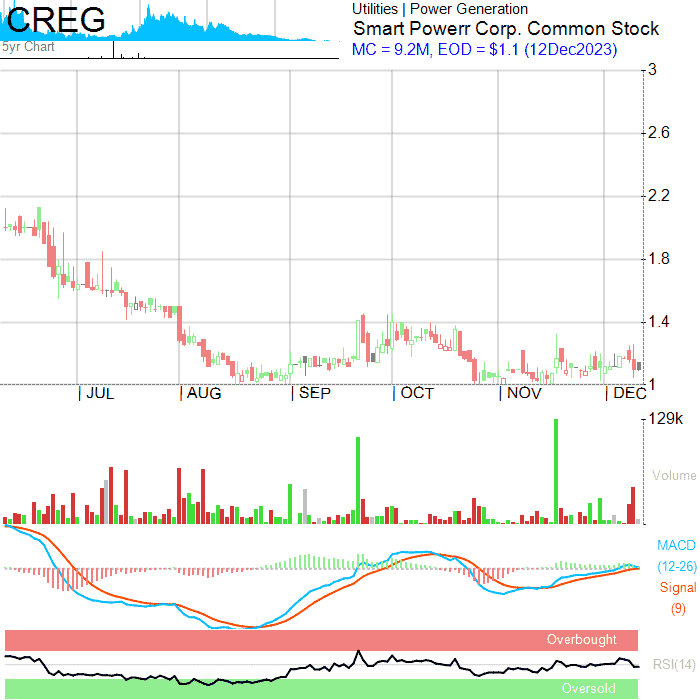 CREG
5yr Chart
Utilities | Power Generation
Smart Powerr Corp. Common Stock
MC = 9.2M, EOD = $1.1 (12Dec2023)
3
2.6
2.2
1.8
1.4
1
JUL AUG SEP OCT NOV DEC
129k
Volume
MACD
(12-26)
Signal
(9)
Overbought
RSI(14)
Oversold